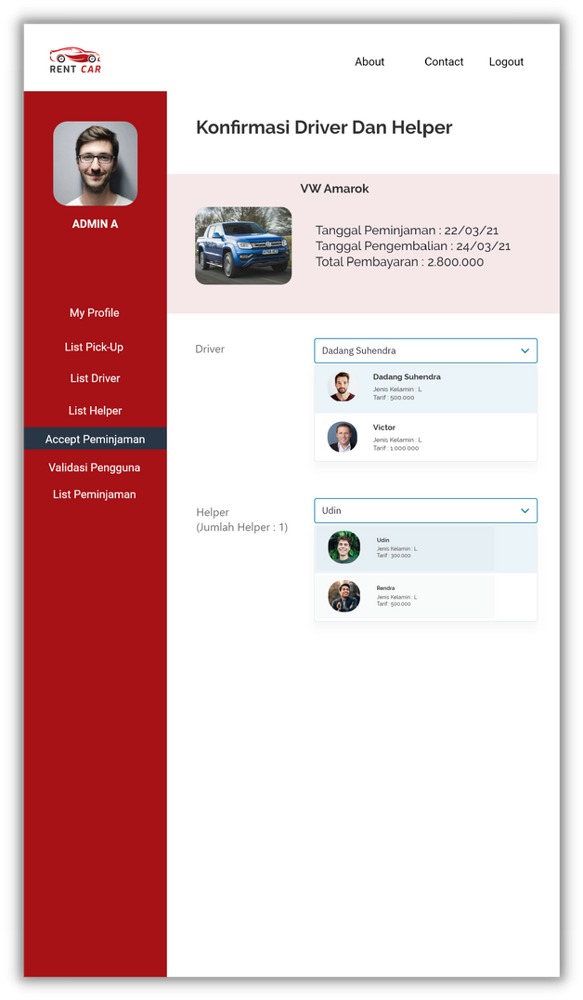 RENT CAR
About
Contact
Logout
ADMIN A
My Profile
List Pick-Up
List Driver
List Helper
Accept Peminjaman
Validasi Pengguna
List Peminjaman
Konfirmasi Driver Dan Helper
VW Amarok
Tanggal Peminjaman : 22/03/21
Tanggal Pengembalian : 24/03/21
Total Pembayaran : 2.800.000
Driver
Dadang Suhendra
Dadang Suhendra
Jenis Kelamin : L
Tarif : 500.000
Victor
Jenis Kelamin : L
Tarif : 1.000.000
Helper
(Jumlah Helper : 1)
Udin
Udin
Jenis Kelamin : L
Tarif : 300.000
Rendra
Jenis Kelamin : L
Tarif : 500.000